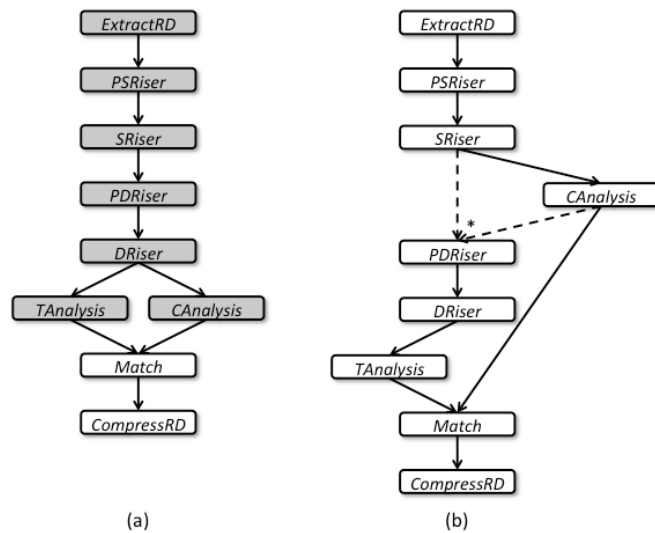 ExtractRD
PSRiser
SRiser
PDRiser
DRiser
TAnalysis
CAnalysis
Match
CompressRD
(a)
ExtractRD
PSRiser
SRiser
CAnalysis
*
PDRiser
DRiser
TAnalysis
Match
CompressRD
(b)